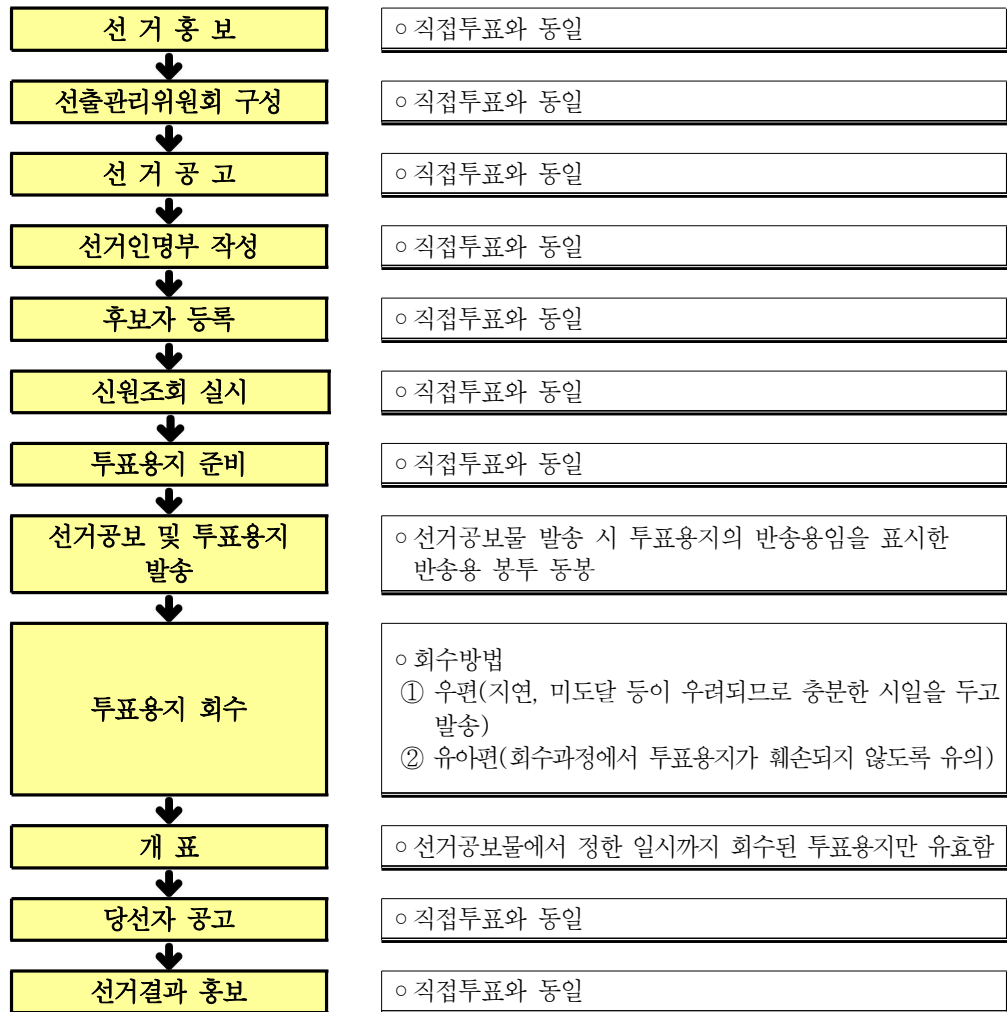 선 거 홍 보
○ 직접투표와 동일
선출관리위원회 구성
○ 직접투표와 동일
선 거 공 고
○ 직접투표와 동일
선거인명부 작성
○ 직접투표와 동일
후보자 등록
○ 직접투표와 동일
신원조회 실시
○ 직접투표와 동일
투표용지 준비
○ 직접투표와 동일
선거공보 및 투표용지
발송
○ 선거공보물 발송 시 투표용지의 반송용임을 표시한
반송용 봉투 동봉
투표용지 회수
○ 회수방법
① 우편(지연, 미도달 등이 우려되므로 충분한 시일을 두고
발송)
② 유아편(회수과정에서 투표용지가 훼손되지 않도록 유의)
개 표
○ 선거공보물에서 정한 일시까지 회수된 투표용지만 유효함
당선자 공고
○ 직접투표와 동일
선거결과 홍보
○ 직접투표와 동일